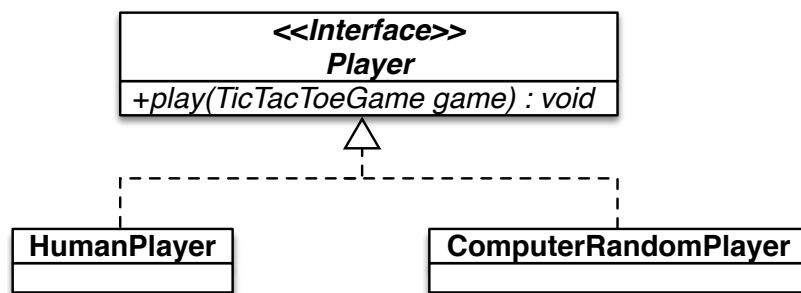 <<Interface>>
Player
+play(TicTacToeGame game) : void
HumanPlayer
ComputerRandomPlayer